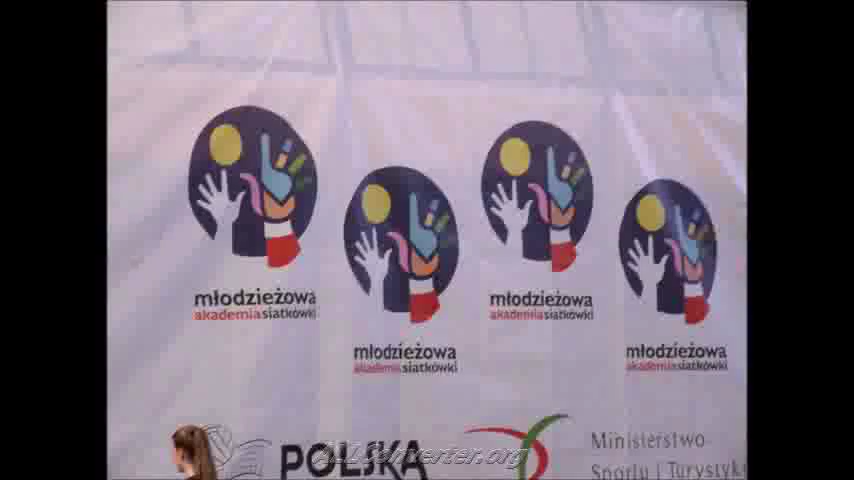 młodzieżowa
akademiasiatkówki
młodzieżowa
akademiasiatkówki
młodzieżowa
akademiasiatkówki
młodzieżowa
akademiasiatkówki
POLSKA
Ministerstwo
Sportu i Turystyki